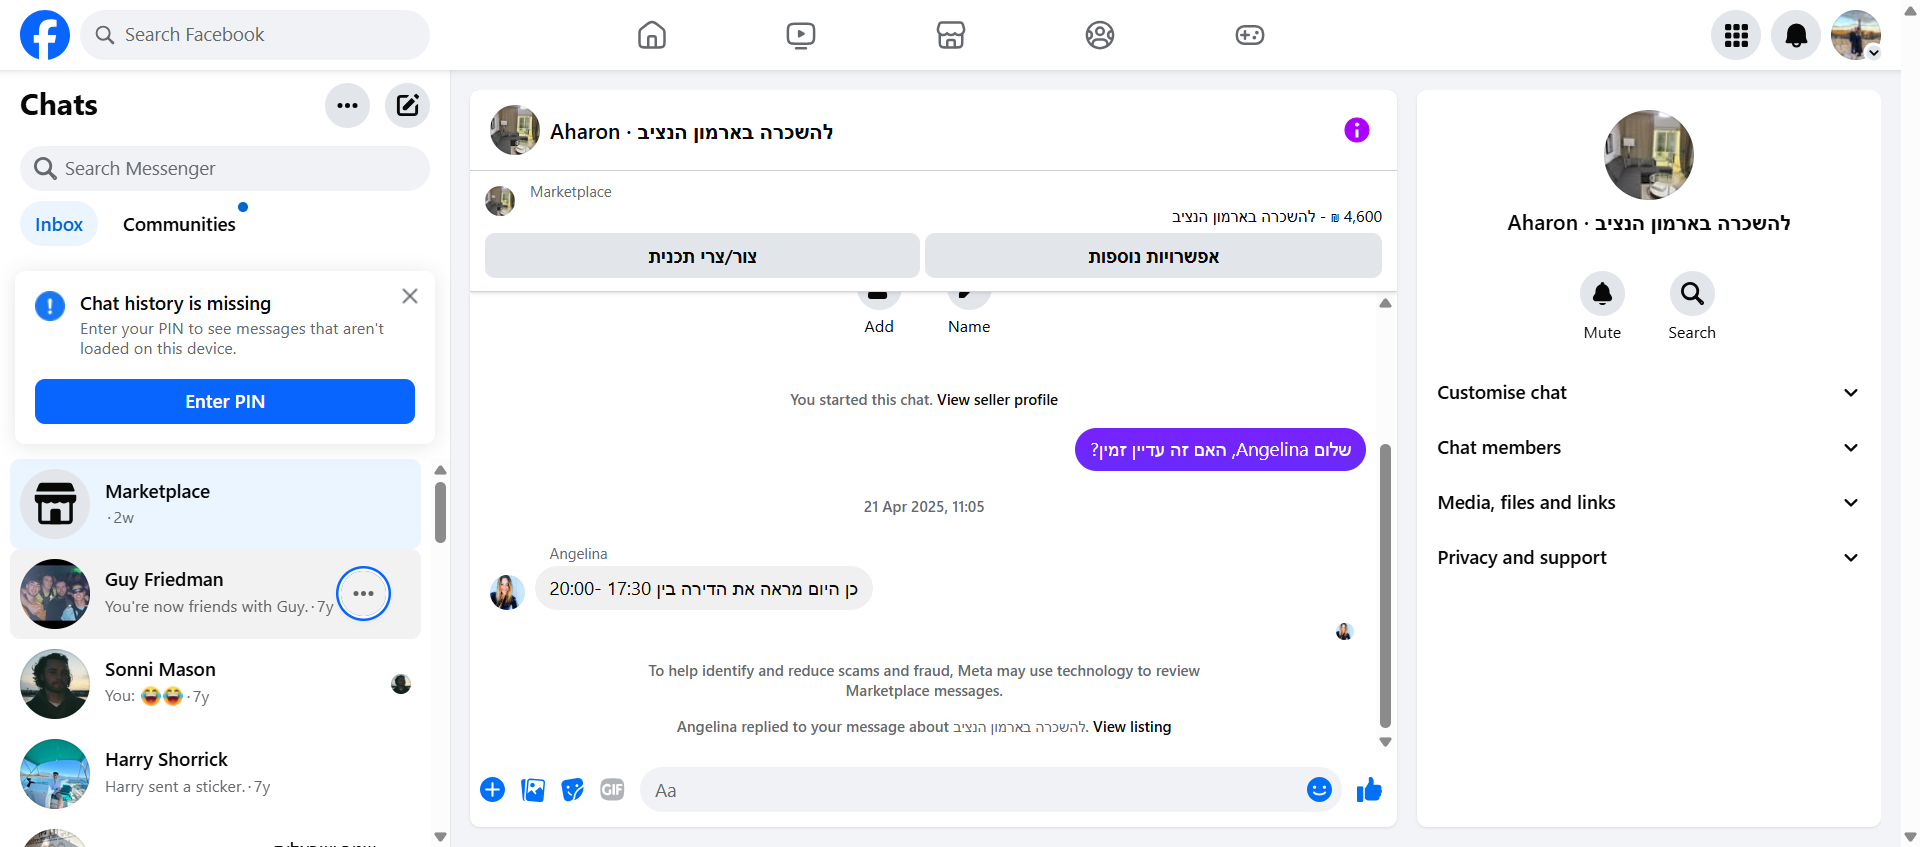 Search Facebook
Chats
Search Messenger
Inbox
Communities
Chat history is missing
Enter your PIN to see messages that aren't
loaded on this device.
Enter PIN
Marketplace
· 2w
Guy Friedman
You're now friends with Guy. · 7y
Sonni Mason
You: 😂😂 · 7y
Harry Shorrick
Harry sent a sticker. · 7y
Aharon · להשכרה בארמון הנציב
Marketplace
4,600 ₪ - להשכרה בארמון הנציב
צור/צרי תכנית
אפשרויות נוספות
Add
Name
You started this chat. View seller profile
שלום Angelina, האם זה עדיין זמין?
21 Apr 2025, 11:05
Angelina
כן היום מראה את הדירה בין 17:30 -20:00
To help identify and reduce scams and fraud, Meta may use technology to review
Marketplace messages.
Angelina replied to your message about להשכרה בארמון הנציב. View listing
GIF
Aa
Aharon · להשכרה בארמון הנציב
Mute
Search
Customise chat
Chat members
Media, files and links
Privacy and support